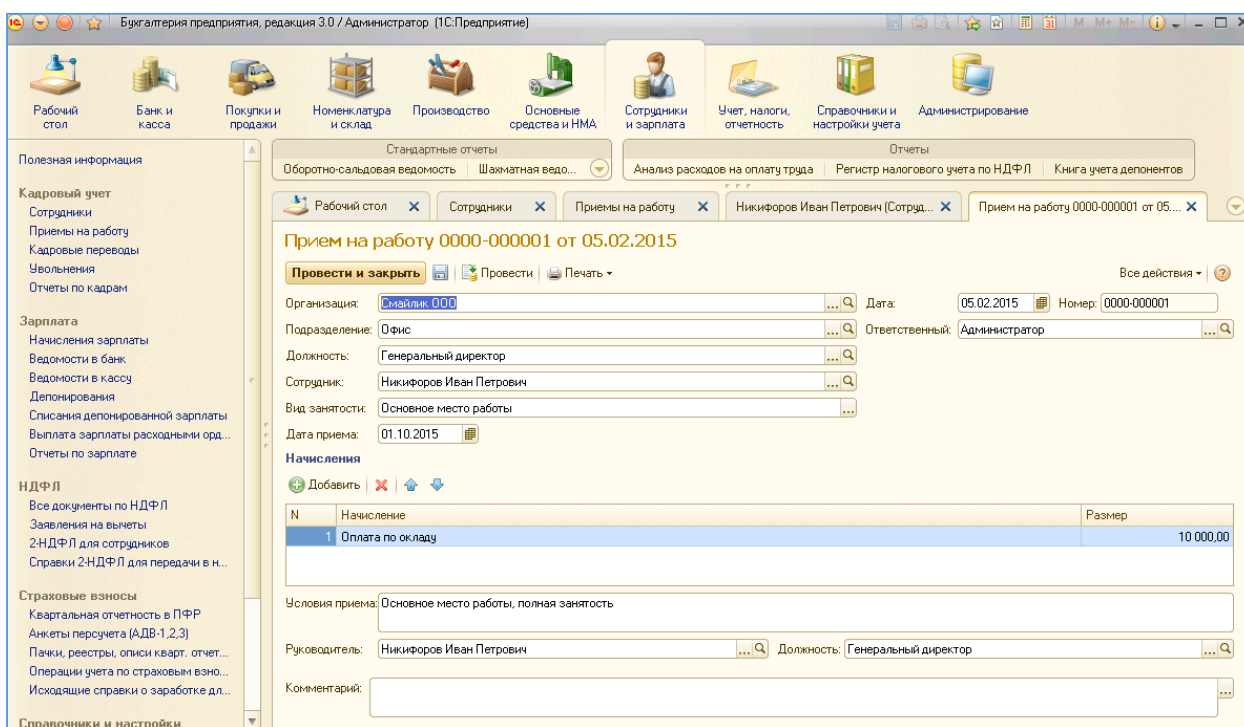 Бухгалтерия предприятия, редакция 3.0 / Администратор (1С:Предприятие)
M M+ M-
Рабочий стол
Банк и касса
Покупки и продажи
Номенклатура и склад
Производство
Основные средства и НМА
Сотрудники и зарплата
Учет, налоги, отчетность
Справочники и настройки учета
Администрирование
Полезная информация
Кадровый учет
Сотрудники
Приемы на работу
Кадровые переводы
Увольнения
Отчеты по кадрам
Зарплата
Начисления зарплаты
Ведомости в банк
Ведомости в кассу
Депонирования
Списания депонированной зарплаты
Выплата зарплаты расходными орд...
Отчеты по зарплате
НДФЛ
Все документы по НДФЛ
Заявления на вычеты
2-НДФЛ для сотрудников
Справки 2-НДФЛ для передачи в н...
Страховые взносы
Квартальная отчетность в ПФР
Анкеты персучета (АДВ-1,2,3)
Пачки, реестры, описи кварт. отчет...
Операции учета по страховым взно...
Исходящие справки о заработке дл...
Справочники и настройки
Стандартные отчеты
Оборотно-сальдовая ведомость Шахматная ведо...
Отчеты
Анализ расходов на оплату труда Регистр налогового учета по НДФЛ Книга учета депонентов
Рабочий стол Сотрудники Приемы на работу Никифоров Иван Петрович (Сотруд... Прием на работу 0000-000001 от 05....
Прием на работу 0000-000001 от 05.02.2015
Провести и закрыть Провести Печать Все действия
Организация: Смайлик ООО Дата: 05.02.2015 Номер: 0000-000001
Подразделение: Офис Ответственный: Администратор
Должность: Генеральный директор
Сотрудник: Никифоров Иван Петрович
Вид занятости: Основное место работы
Дата приема: 01.10.2015
Начисления
Добавить
N Начисление Размер
1 Оплата по окладу 10 000,00
Условия приема: Основное место работы, полная занятость
Руководитель: Никифоров Иван Петрович Должность: Генеральный директор
Комментарий: